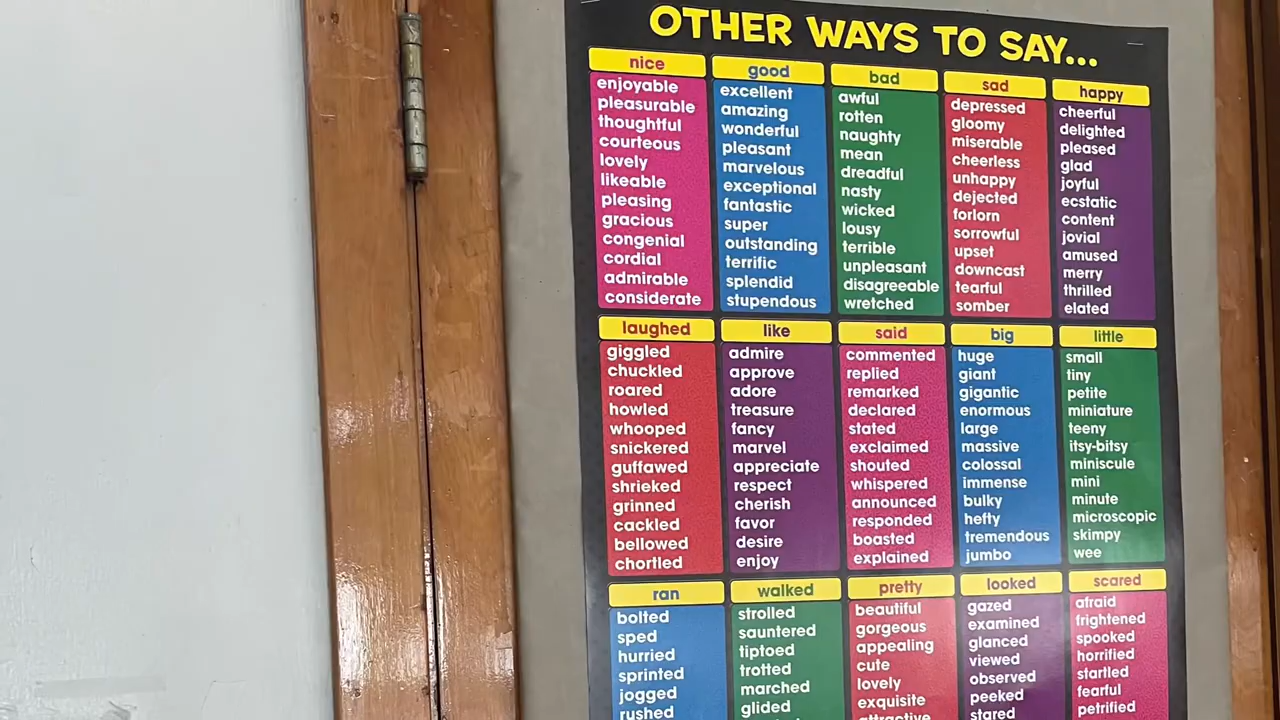 OTHER WAYS TO SAY...
nice
enjoyable
pleasurable
thoughtful
courteous
lovely
likeable
pleasing
gracious
congenial
cordial
admirable
considerate
good
excellent
amazing
wonderful
pleasant
marvelous
exceptional
fantastic
super
outstanding
terrific
splendid
stupendous
bad
awful
rotten
naughty
mean
dreadful
nasty
wicked
lousy
terrible
unpleasant
disagreeable
wretched
sad
depressed
gloomy
miserable
cheerless
unhappy
dejected
forlorn
sorrowful
upset
downcast
tearful
somber
happy
cheerful
delighted
pleased
glad
joyful
ecstatic
content
jovial
amused
merry
thrilled
elated
laughed
giggled
chuckled
roared
howled
whooped
snickered
guffawed
shrieked
grinned
cackled
bellowed
chortled
like
admire
approve
adore
treasure
fancy
marvel
appreciate
respect
cherish
favor
desire
enjoy
said
commented
replied
remarked
declared
stated
exclaimed
shouted
whispered
announced
responded
boasted
explained
big
huge
giant
gigantic
enormous
large
massive
colossal
immense
bulky
hefty
tremendous
jumbo
little
small
tiny
petite
miniature
teeny
itsy-bitsy
miniscule
mini
minute
microscopic
skimpy
wee
ran
bolted
sped
hurried
sprinted
jogged
rushed
walked
strolled
sauntered
tiptoed
trotted
marched
glided
pretty
beautiful
gorgeous
appealing
cute
lovely
exquisite
attractive
looked
gazed
examined
glanced
viewed
observed
peeked
stared
scared
afraid
frightened
spooked
horrified
startled
fearful
petrified